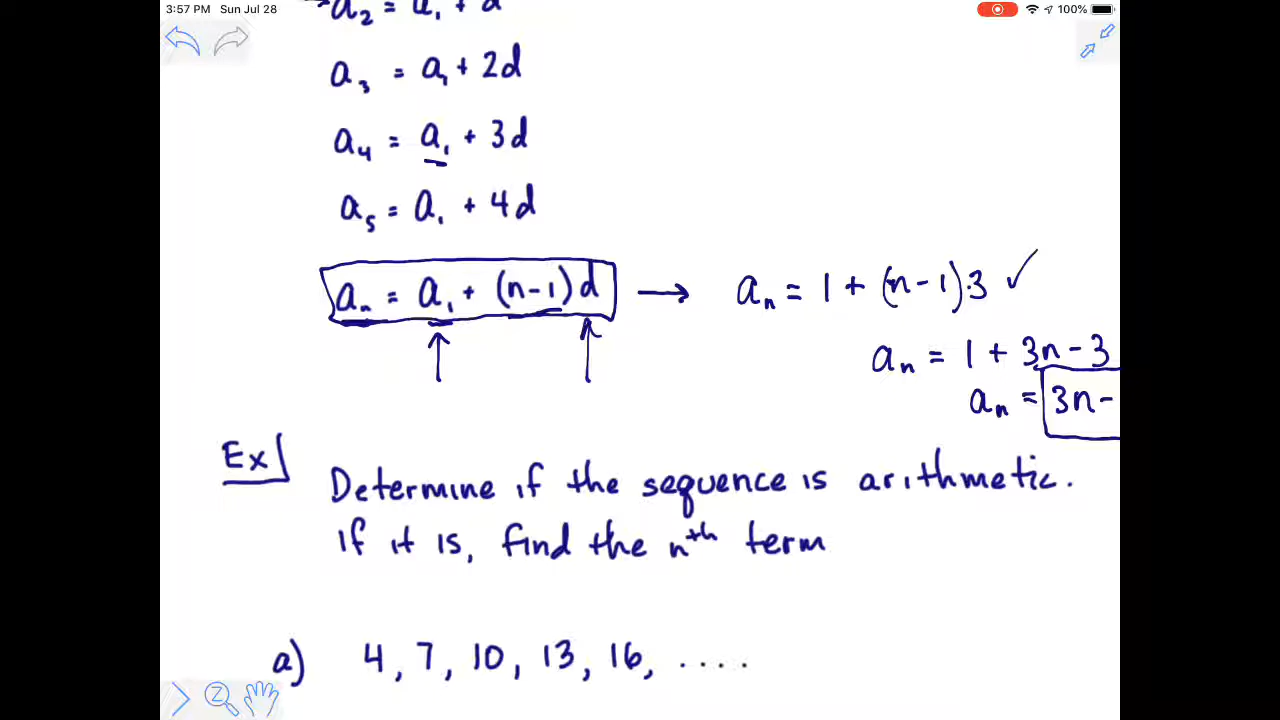 3:57 PM Sun Jul 28 100%
a₂ = a₁ + d
a₃ = a₁ + 2d
a₄ = a₁ + 3d
a₅ = a₁ + 4d
aₙ = a₁ + (n-1)d → aₙ = 1 + (n-1)·3 ✓
aₙ = 1 + 3n - 3
aₙ = 3n -
Ex
Determine if the sequence is arithmetic.
If it is, find the nᵗʰ term
a) 4, 7, 10, 13, 16, ....
Z